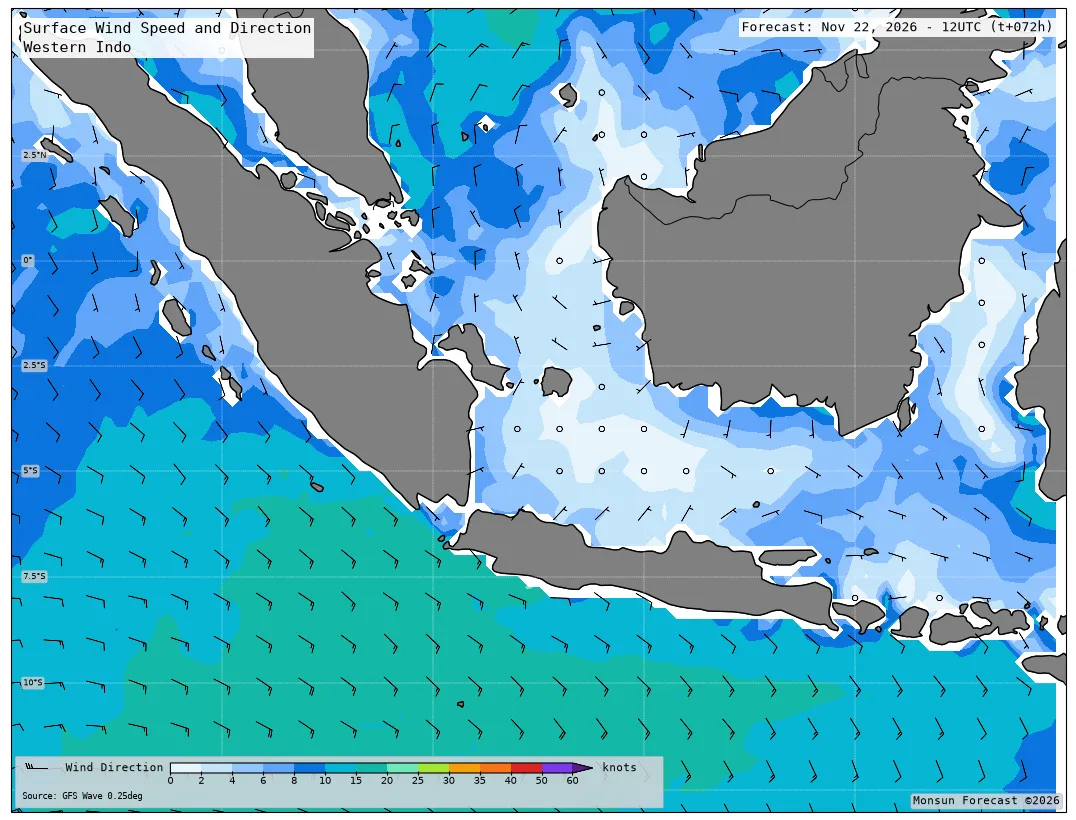 Surface Wind Speed and Direction
Western Indo
Forecast: Nov 22, 2026 - 12UTC (t+072h)
2.5°N
0°
2.5°S
5°S
7.5°S
10°S
Wind Direction
0 2 4 6 8 10 15 20 25 30 35 40 45 50 60
knots
Source: GFS Wave 0.25deg
Monsun Forecast ©2026